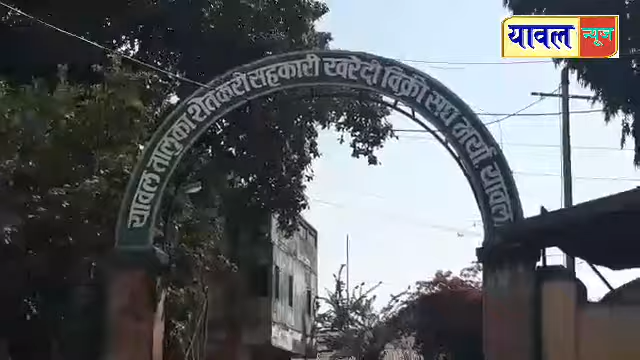 यावल न्यूज
यावल तालुका शेतकरी सहकारी खरेदी विक्री संघ मर्या. यावल